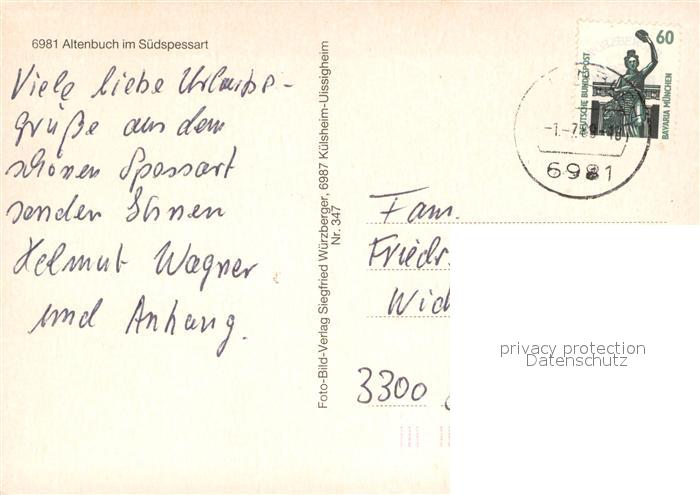 6981 Altenbuch im Südspessart
Viele liebe Urlaubs-
grüße aus dem
schönen Spessart
senden Ihnen
Helmut Wagner
und Anhang.
Foto-Bild-Verlag Siegfried Würzberger, 6987 Külsheim-Uissigheim
Nr. 347
60
DEUTSCHE BUNDESPOST
BAVARIA MÜNCHEN
6981
Fam.
Friedr.
Wid
3300
privacy protection
Datenschutz